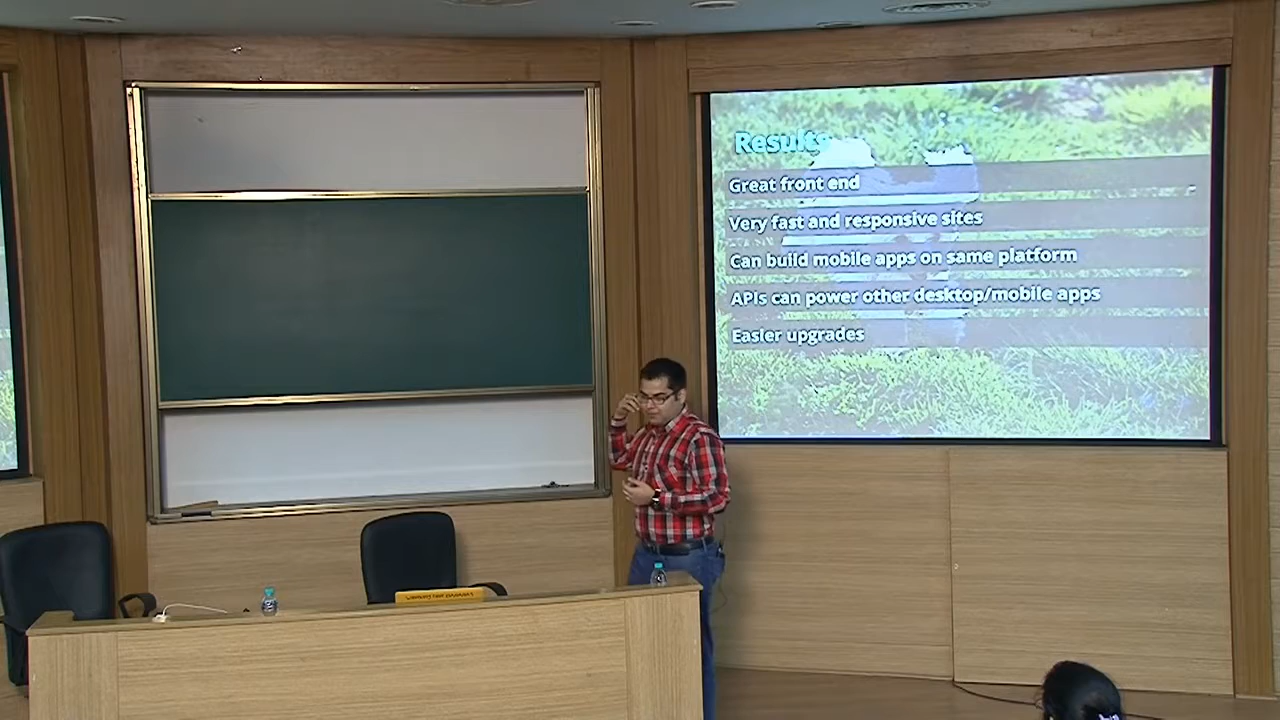 Results
Great front end
Very fast and responsive sites
Can build mobile apps on same platform
APIs can power other desktop/mobile apps
Easier upgrades